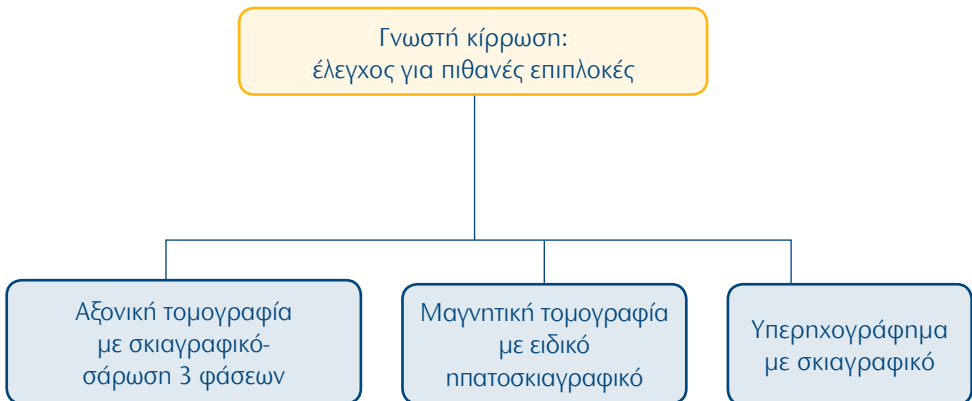 Γνωστή κίρρωση:
έλεγχος για πιθανές επιπλοκές
Αξονική τομογραφία
με σκιαγραφικό-
σάρωση 3 φάσεων
Μαγνητική τομογραφία
με ειδικό
ηπατοσκιαγραφικό
Υπερηχογράφημα
με σκιαγραφικό